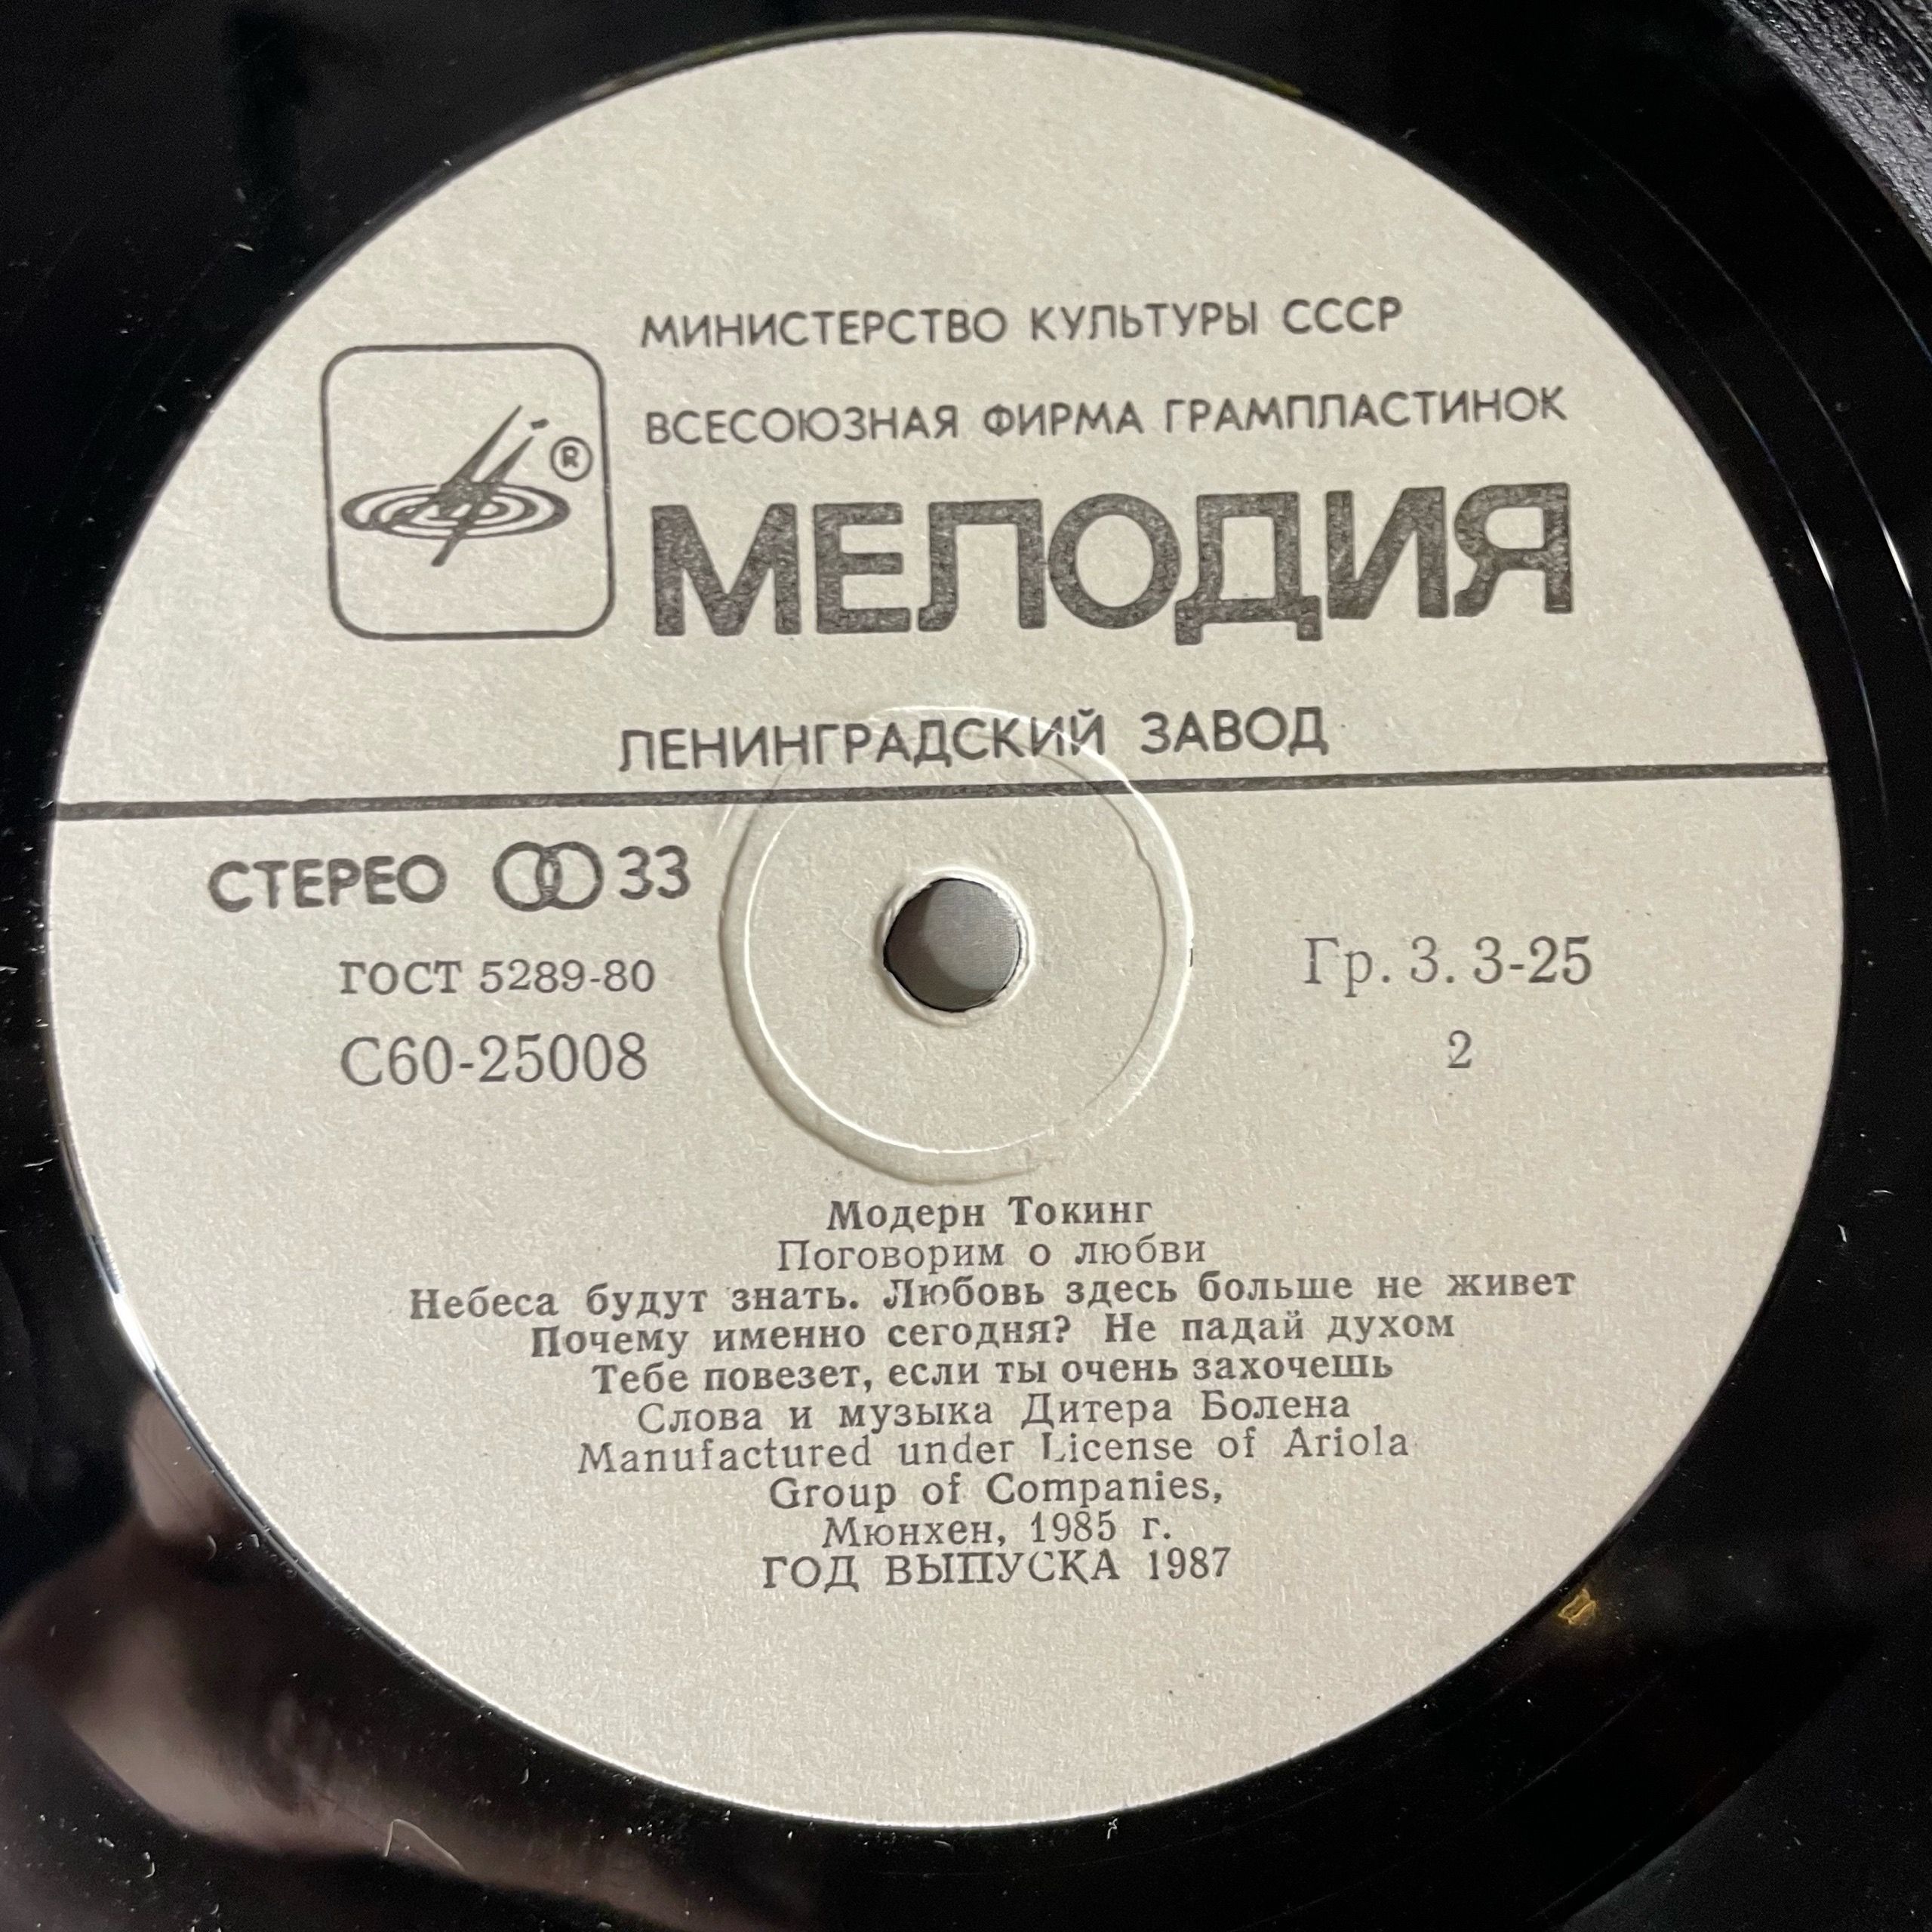 МИНИСТЕРСТВО КУЛЬТУРЫ СССР
ВСЕСОЮЗНАЯ ФИРМА ГРАМПЛАСТИНОК
®
МЕЛОДИЯ
ЛЕНИНГРАДСКИЙ ЗАВОД
СТЕРЕО 33
ГОСТ 5289-80
С60-25008
Гр. 3. 3-25
2
Модерн Токинг
Поговорим о любви
Небеса будут знать. Любовь здесь больше не живет
Почему именно сегодня? Не падай духом
Тебе повезет, если ты очень захочешь
Слова и музыка Дитера Болена
Manufactured under License of Ariola
Group of Companies,
Мюнхен, 1985 г.
ГОД ВЫПУСКА 1987